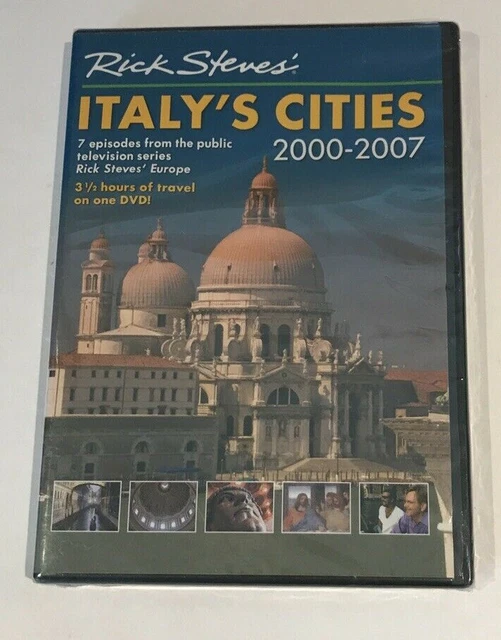 Rick Steves'
ITALY'S CITIES
7 episodes from the public
television series
Rick Steves' Europe
2000-2007
3 1/2 hours of travel
on one DVD!